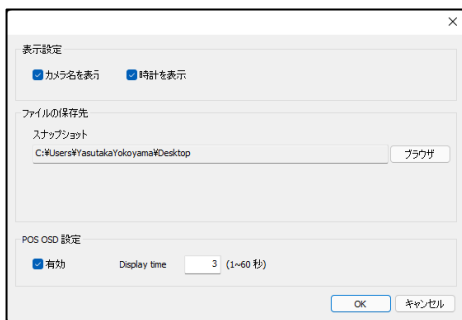 表示設定
カメラ名を表示 時計を表示
ファイルの保存先
スナップショット
C:¥Users¥YasutakaYokoyama¥Desktop ブラウザ
POS OSD 設定
有効 Display time 3 (1~60 秒)
OK キャンセル